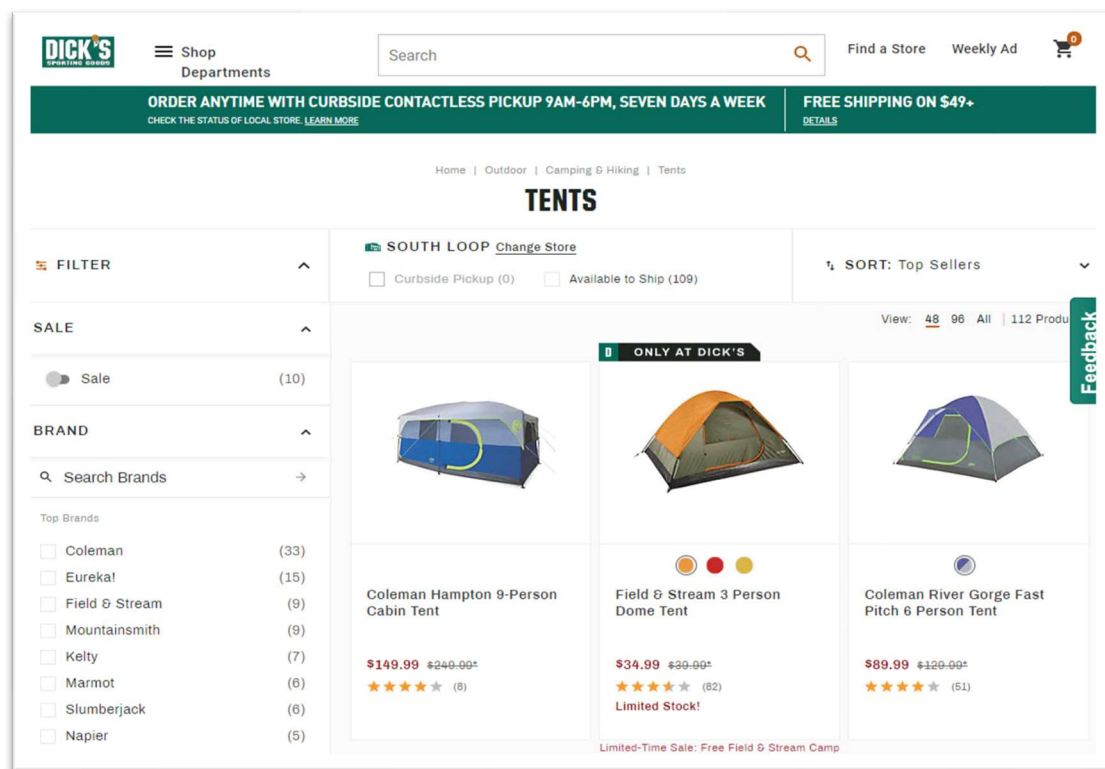 DICK'S
SPORTING GOODS
Shop
Departments
Search
Find a Store
Weekly Ad
0
ORDER ANYTIME WITH CURBSIDE CONTACTLESS PICKUP 9AM-6PM, SEVEN DAYS A WEEK
CHECK THE STATUS OF LOCAL STORE. LEARN MORE
FREE SHIPPING ON $49+
DETAILS
Home | Outdoor | Camping & Hiking | Tents
TENTS
FILTER
SOUTH LOOP Change Store
Curbside Pickup (0)
Available to Ship (109)
SORT: Top Sellers
SALE
Sale (10)
BRAND
Search Brands
Top Brands
Coleman (33)
Eureka! (15)
Field & Stream (9)
Mountainsmith (9)
Kelty (7)
Marmot (6)
Slumberjack (6)
Napier (5)
View: 48 96 All | 112 Produ
Feedback
D ONLY AT DICK'S
Coleman Hampton 9-Person
Cabin Tent
$149.99 $249.99*
(8)
Field & Stream 3 Person
Dome Tent
$34.99 $39.99*
(82)
Limited Stock!
Limited-Time Sale: Free Field & Stream Camp
Coleman River Gorge Fast
Pitch 6 Person Tent
$89.99 $129.99*
(51)